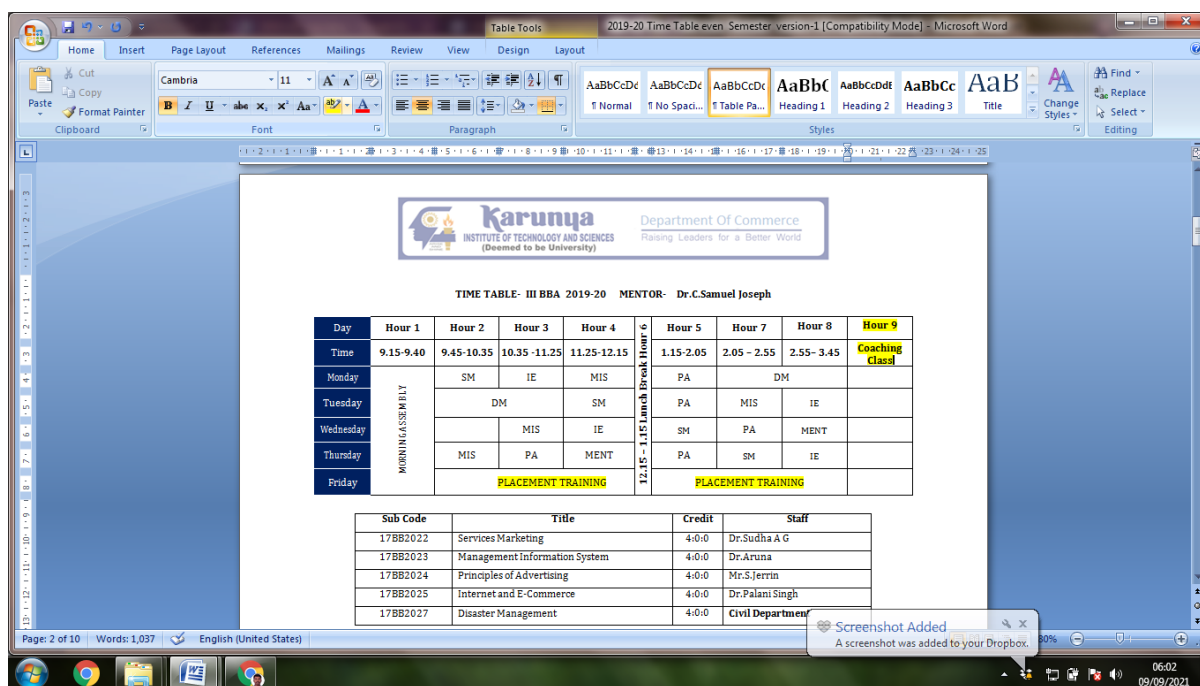 Table Tools
2019-20 Time Table even Semester version-1 [Compatibility Mode] - Microsoft Word
Home Insert Page Layout References Mailings Review View Design Layout
Paste
Cut
Copy
Format Painter
Clipboard
Cambria 11
B I U abc x₂ x² Aa
Font
Paragraph
AaBbCcDd AaBbCcDd AaBbCcDc AaBbC AaBbCcDdE AaBbCc AaB
¶ Normal ¶ No Spaci... ¶ Table Pa... Heading 1 Heading 2 Heading 3 Title
Change Styles
Styles
Find
Replace
Select
Editing
Karunya
INSTITUTE OF TECHNOLOGY AND SCIENCES
(Deemed to be University)
Department Of Commerce
Raising Leaders for a Better World
TIME TABLE- III BBA 2019-20 MENTOR- Dr.C.Samuel Joseph
Day Hour 1 Hour 2 Hour 3 Hour 4 12.15 – 1.15 Lunch Break Hour 6 Hour 5 Hour 7 Hour 8 Hour 9
Time 9.15-9.40 9.45-10.35 10.35 -11.25 11.25-12.15 1.15-2.05 2.05 – 2.55 2.55– 3.45 Coaching Class
Monday MORNING ASSEMBLY SM IE MIS PA DM
Tuesday DM SM PA MIS IE
Wednesday MIS IE SM PA MENT
Thursday MIS PA MENT PA SM IE
Friday PLACEMENT TRAINING PLACEMENT TRAINING
Sub Code Title Credit Staff
17BB2022 Services Marketing 4:0:0 Dr.Sudha A G
17BB2023 Management Information System 4:0:0 Dr.Aruna
17BB2024 Principles of Advertising 4:0:0 Mr.S.Jerrin
17BB2025 Internet and E-Commerce 4:0:0 Dr.Palani Singh
17BB2027 Disaster Management 4:0:0 Civil Department
Page: 2 of 10 Words: 1,037 English (United States)
Screenshot Added
A screenshot was added to your Dropbox.
06:02
09/09/2021